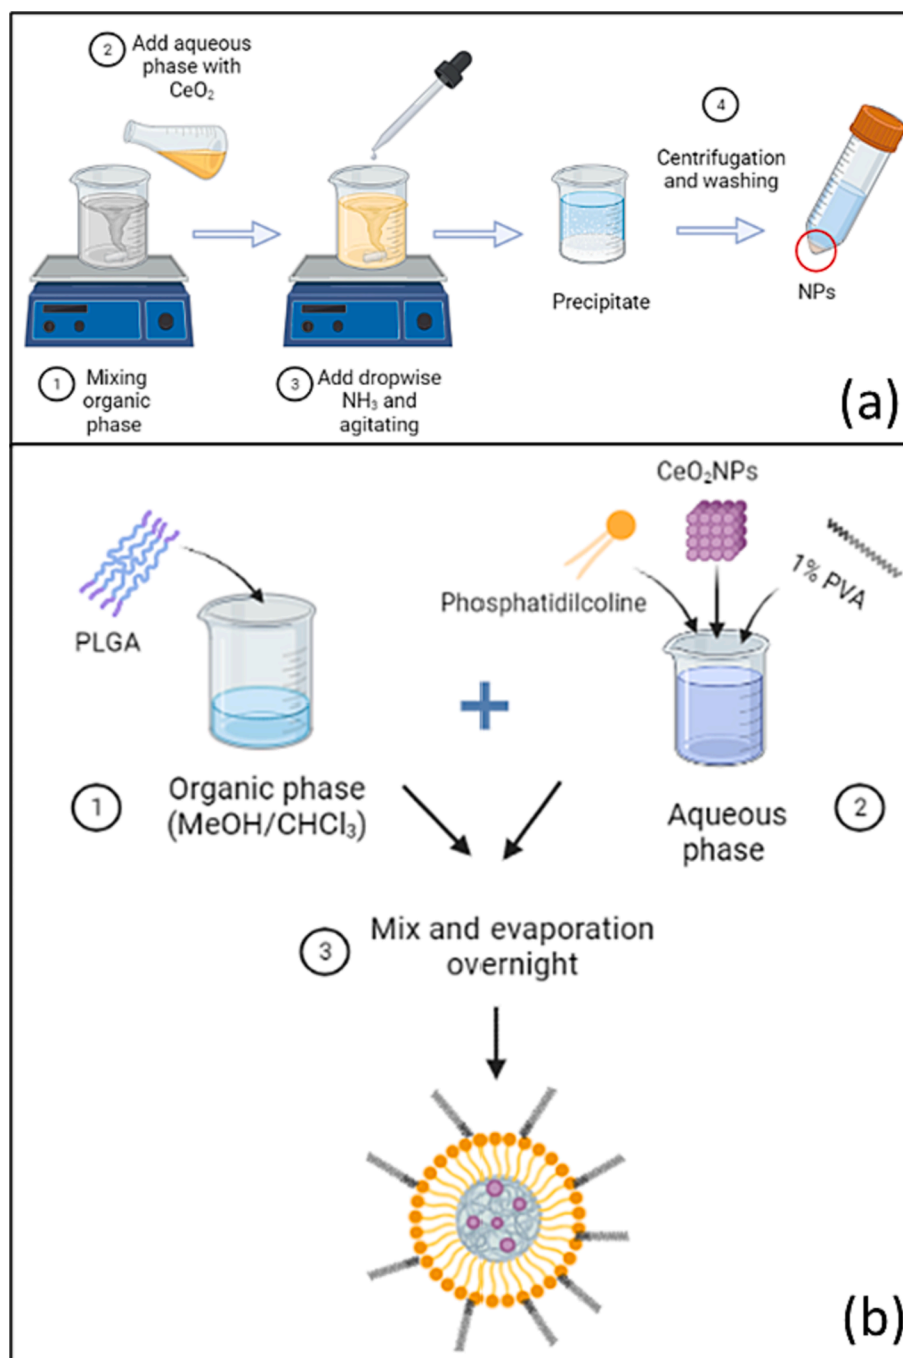 2 Add aqueous
phase with
CeO₂
4
Centrifugation
and washing
Precipitate
NPs
1 Mixing
organic
phase
3 Add dropwise
NH₃ and
agitating
(a)
CeO₂NPs
PLGA
Phosphatidilcoline
1% PVA
1
Organic phase
(MeOH/CHCl₃)
Aqueous
phase
2
3 Mix and evaporation
overnight
(b)